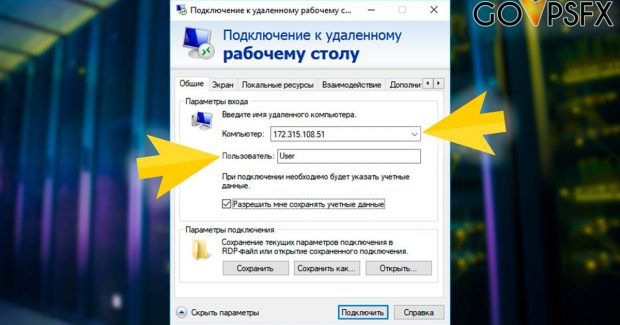 GOVPSFX
Подключение к удаленному рабочему с...
Подключение к удаленному
рабочему столу
Общие Экран Локальные ресурсы Взаимодействие Дополни
Параметры входа
Введите имя удаленного компьютера.
Компьютер: 172.315.108.51
Пользователь: User
При подключении необходимо будет указать учетные
данные.
Разрешить мне сохранять учетные данные
Параметры подключения
Сохранение текущих параметров подключения в
RDP-файл или открытие сохраненного подключения.
Сохранить Сохранить как... Открыть...
Скрыть параметры Подключить Справка